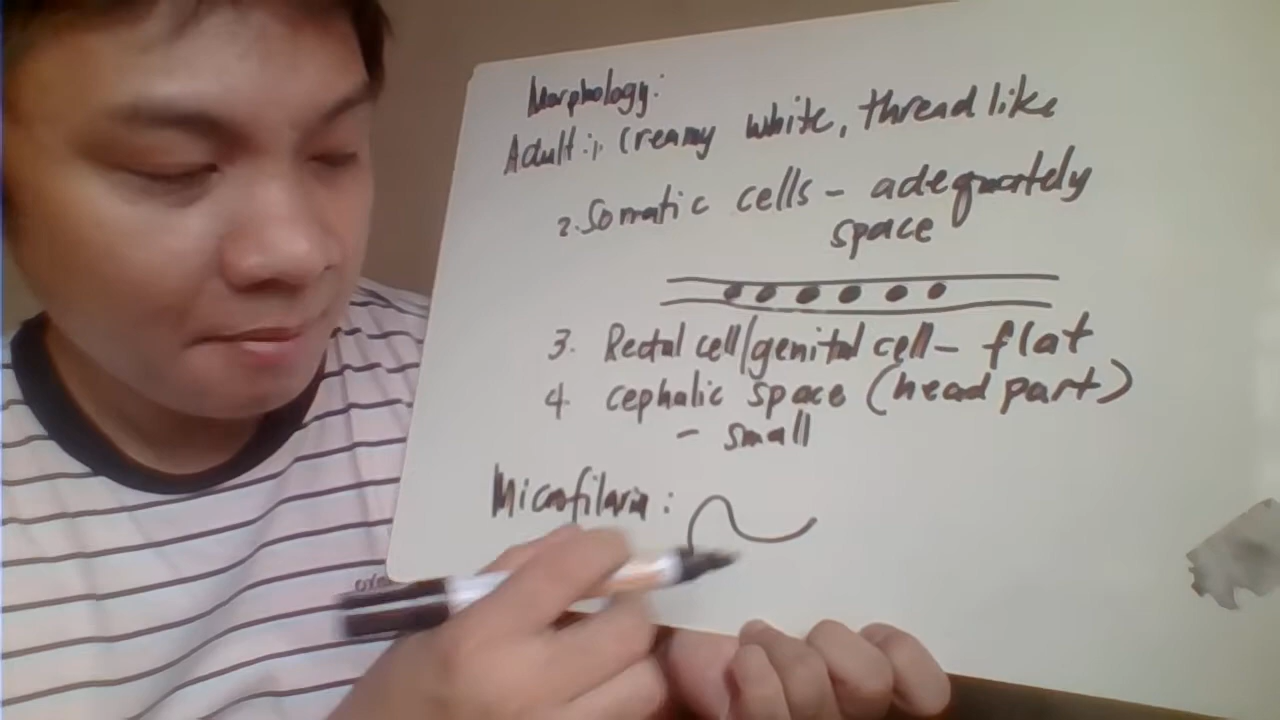 Morphology:
Adult: 1. Creamy white, thread like
2. Somatic cells - adequately
space
3. Rectal cell/genital cell - flat
4. cephalic space (head part)
- small
Microfilaria: